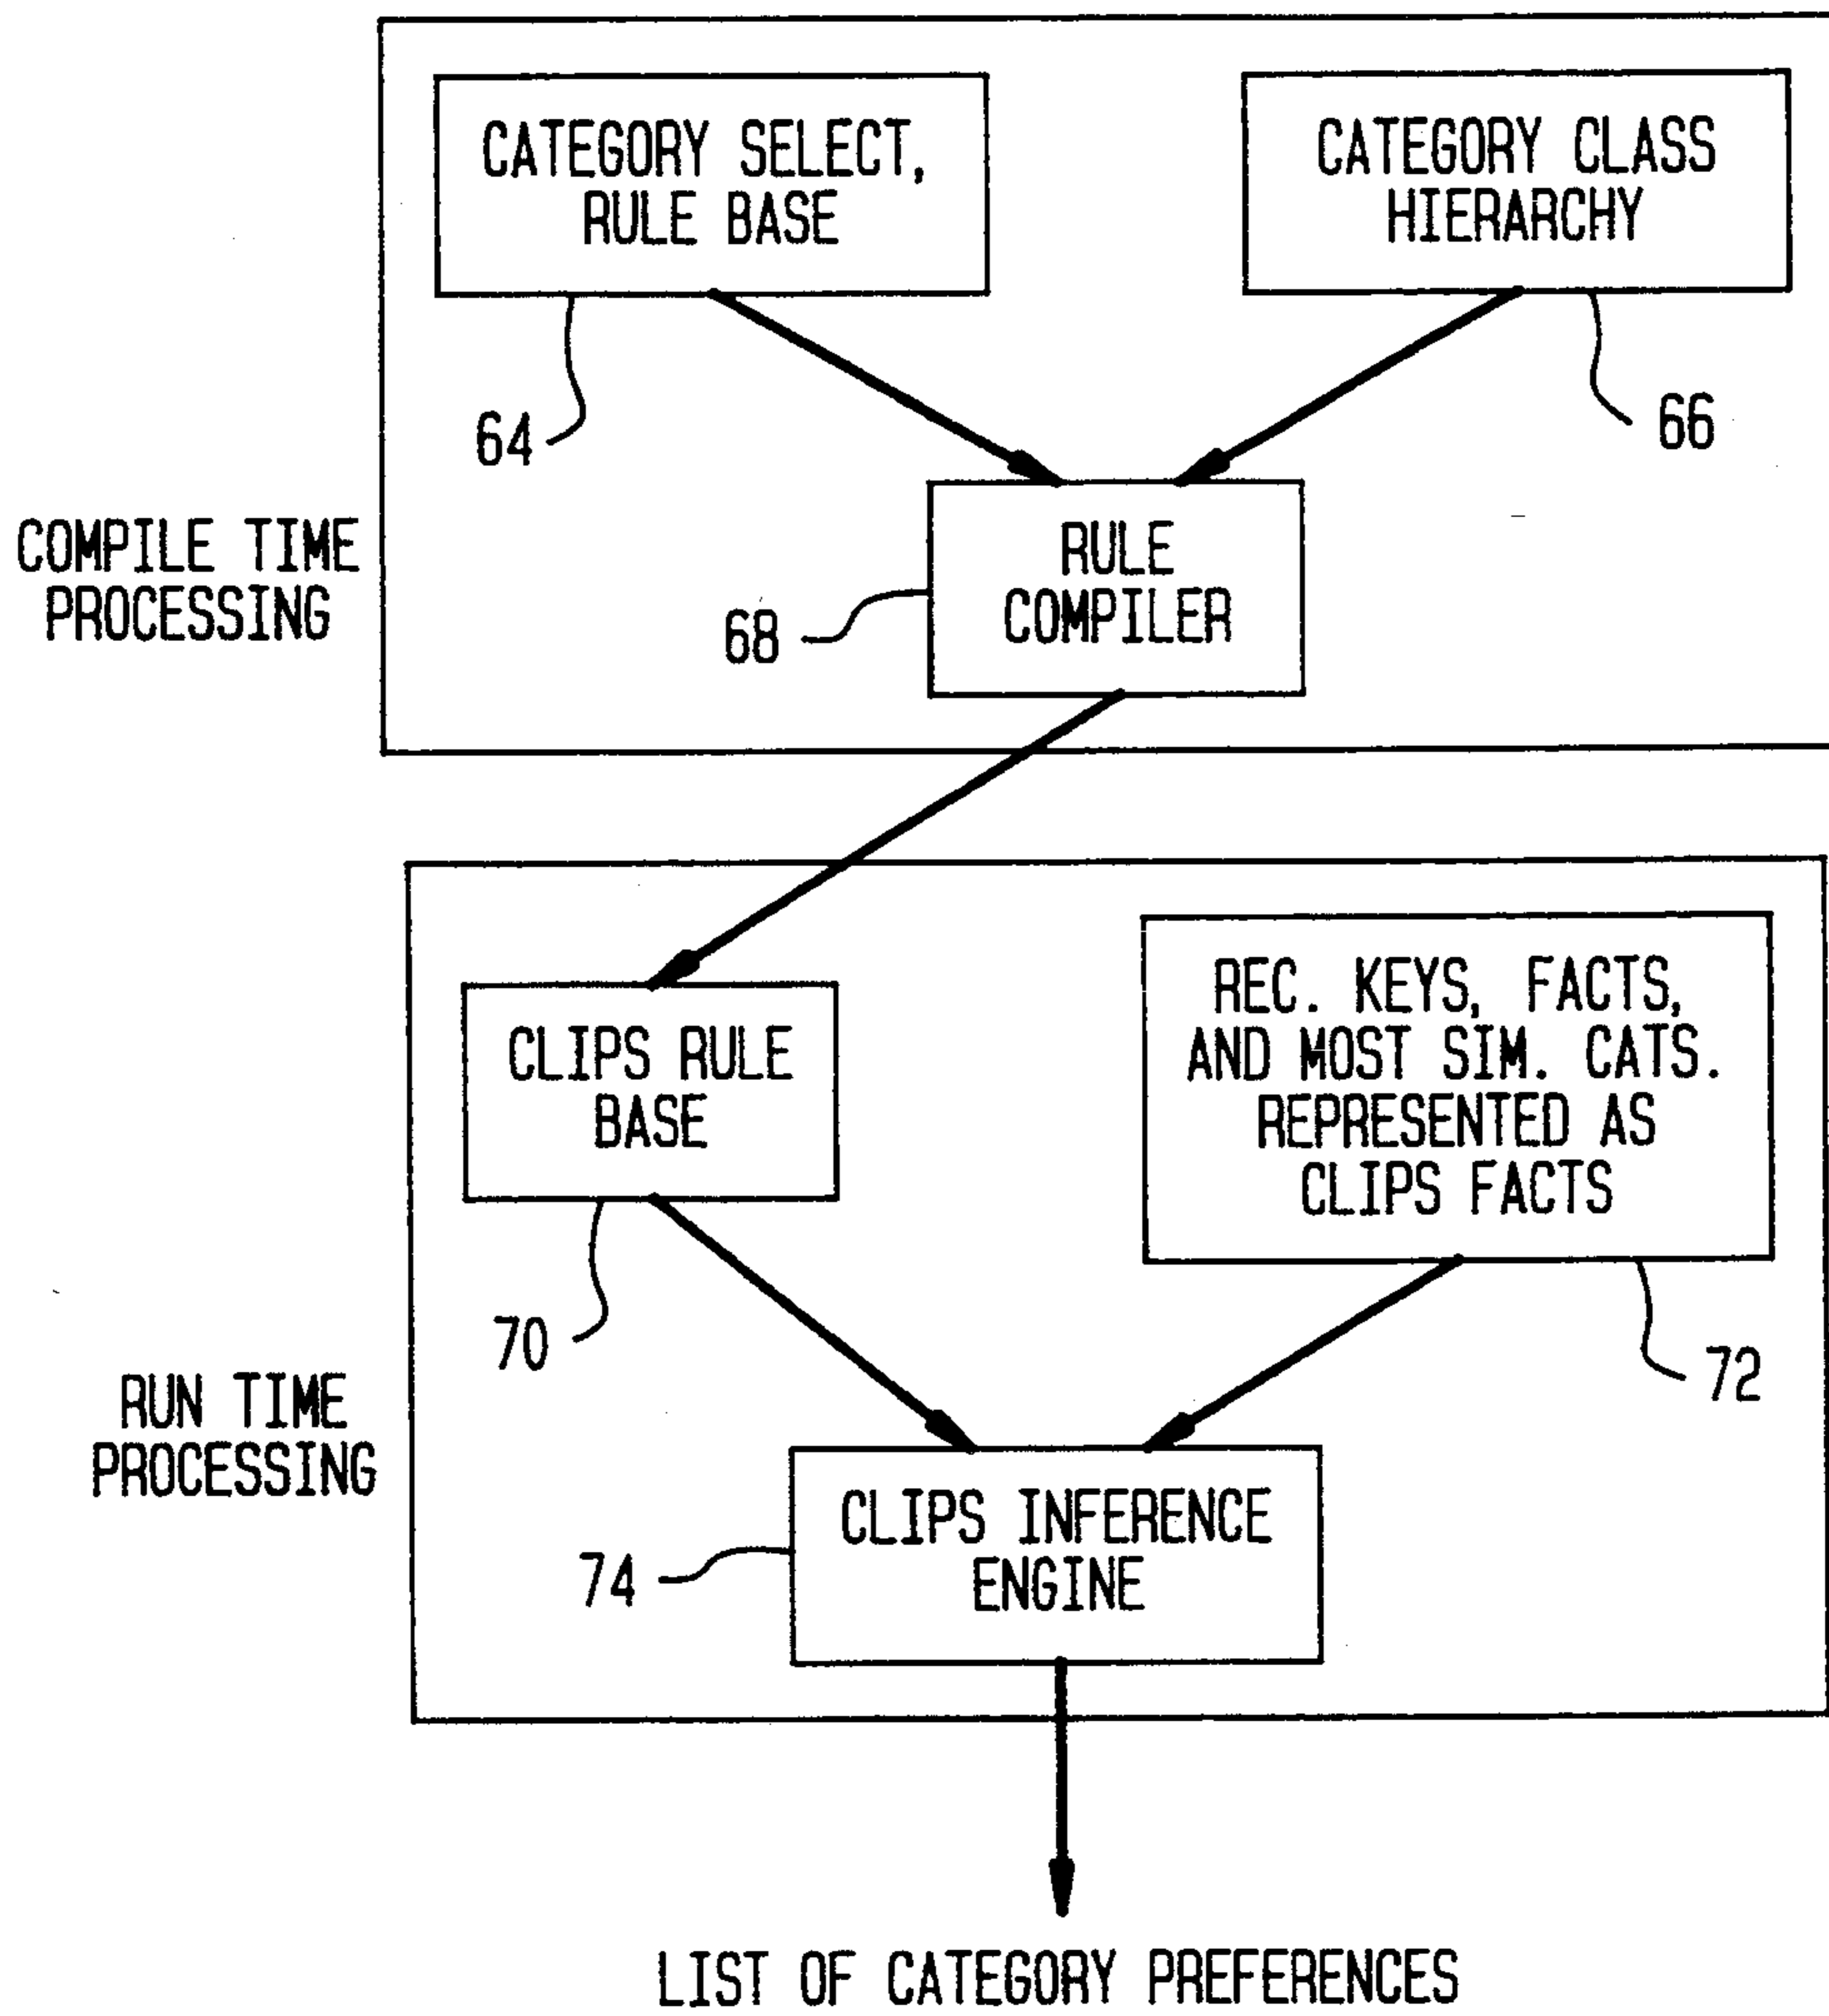 CATEGORY SELECT,
RULE BASE
CATEGORY CLASS
HIERARCHY
64
66
COMPILE TIME
PROCESSING
RULE
COMPILER
68
CLIPS RULE
BASE
REC. KEYS, FACTS,
AND MOST SIM. CATS.
REPRESENTED AS
CLIPS FACTS
70
72
RUN TIME
PROCESSING
CLIPS INFERENCE
ENGINE
74
LIST OF CATEGORY PREFERENCES